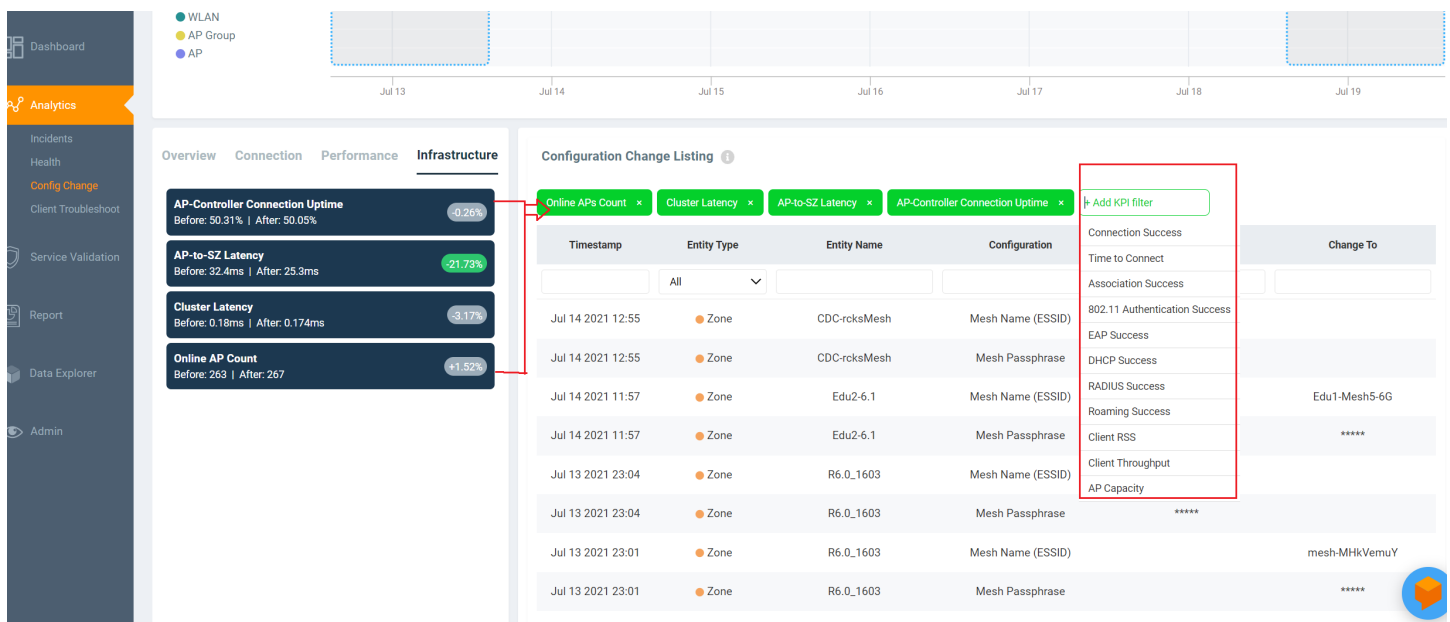 WLAN
AP Group
AP
Jul 13 Jul 14 Jul 15 Jul 16 Jul 17 Jul 18 Jul 19
Dashboard
Analytics
Incidents
Health
Config Change
Client Troubleshoot
Service Validation
Report
Data Explorer
Admin
Overview Connection Performance Infrastructure
AP-Controller Connection Uptime
Before: 50.31% | After: 50.05%
-0.26%
AP-to-SZ Latency
Before: 32.4ms | After: 25.3ms
-21.73%
Cluster Latency
Before: 0.18ms | After: 0.174ms
-3.17%
Online AP Count
Before: 263 | After: 267
+1.52%
Configuration Change Listing i
Online APs Count × Cluster Latency × AP-to-SZ Latency × AP-Controller Connection Uptime × + Add KPI filter
Connection Success
Time to Connect
Association Success
802.11 Authentication Success
EAP Success
DHCP Success
RADIUS Success
Roaming Success
Client RSS
Client Throughput
AP Capacity
Timestamp Entity Type Entity Name Configuration Change To
All
Jul 14 2021 12:55 Zone CDC-rcksMesh Mesh Name (ESSID)
Jul 14 2021 12:55 Zone CDC-rcksMesh Mesh Passphrase
Jul 14 2021 11:57 Zone Edu2-6.1 Mesh Name (ESSID) Edu1-Mesh5-6G
Jul 14 2021 11:57 Zone Edu2-6.1 Mesh Passphrase *****
Jul 13 2021 23:04 Zone R6.0_1603 Mesh Name (ESSID)
Jul 13 2021 23:04 Zone R6.0_1603 Mesh Passphrase *****
Jul 13 2021 23:01 Zone R6.0_1603 Mesh Name (ESSID) mesh-MHkVemuY
Jul 13 2021 23:01 Zone R6.0_1603 Mesh Passphrase *****